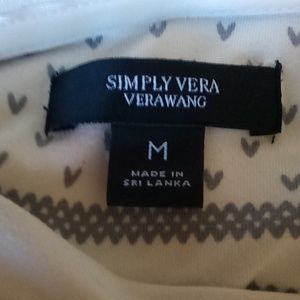 SIMPLY VERA
VERAWANG
M
MADE IN
SRI LANKA